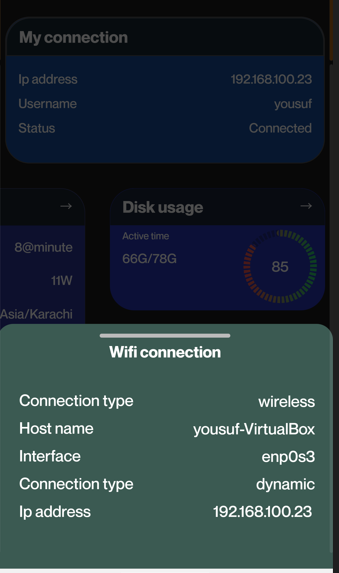 My connection
Ip address 192.168.100.23
Username yousuf
Status Connected
→
Disk usage →
8@minute
Active time
66G/78G
85
11W
Asia/Karachi
Wifi connection
Connection type wireless
Host name yousuf-VirtualBox
Interface enp0s3
Connection type dynamic
Ip address 192.168.100.23